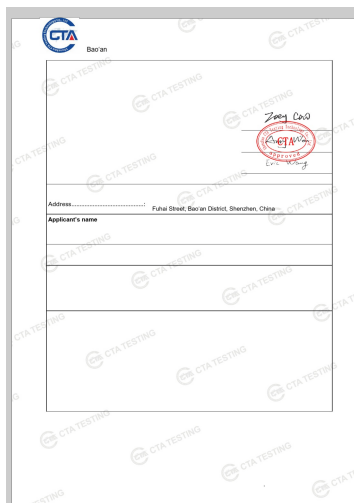 CTA
Bao'an
Zoey Cao
CTA
Approved
Address.............................................: Fuhai Street, Bao'an District, Shenzhen, China
Applicant's name
CTA TESTING